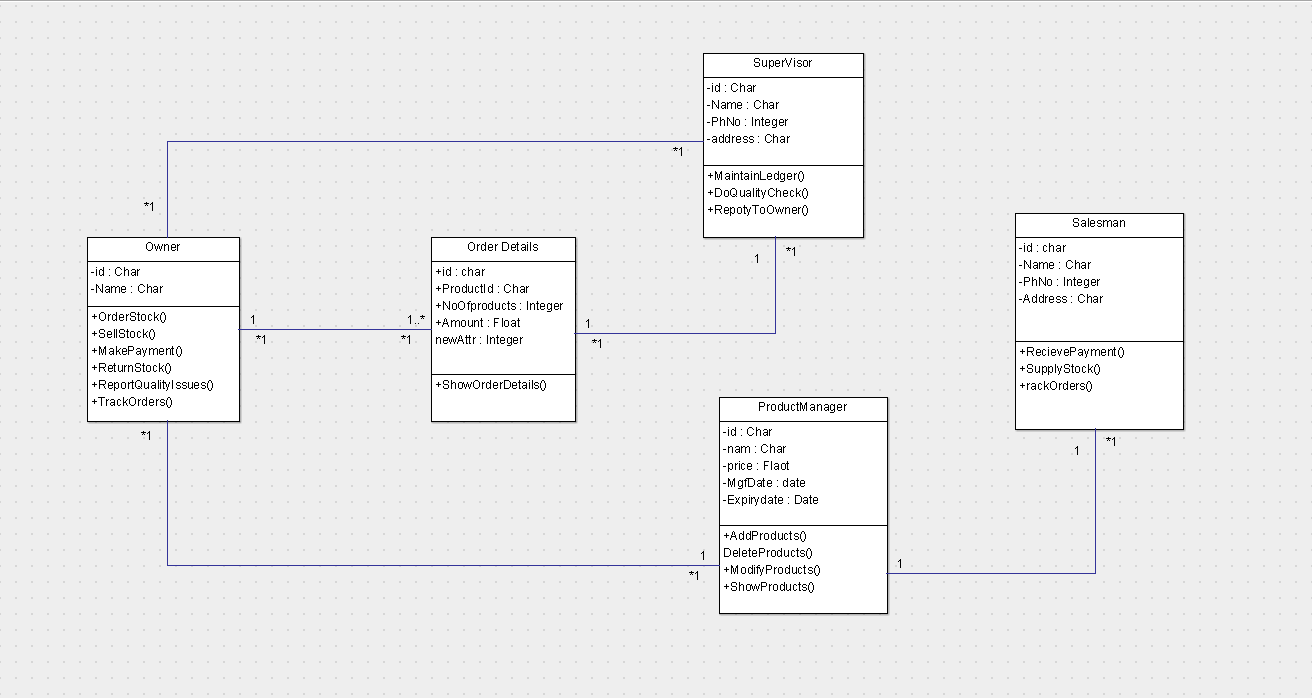 SuperVisor
-id : Char
-Name : Char
-PhNo : Integer
-address : Char
+MaintainLedger()
+DoQualityCheck()
+RepotyToOwner()
*1
*1
1
*1
Owner
-id : Char
-Name : Char
+OrderStock()
+SellStock()
+MakePayment()
+ReturnStock()
+ReportQualityIssues()
+TrackOrders()
1
*1
1..*
*1
*1
Order Details
+id : char
+ProductId : Char
+NoOfproducts : Integer
+Amount : Float
newAttr : Integer
+ShowOrderDetails()
1
*1
Salesman
-id : char
-Name : Char
-PhNo : Integer
-Address : Char
+RecievePayment()
+SupplyStock()
+rackOrders()
1
*1
ProductManager
-id : Char
-nam : Char
-price : Flaot
-MgfDate : date
-Expirydate : Date
+AddProducts()
DeleteProducts()
+ModifyProducts()
+ShowProducts()
1
*1
1